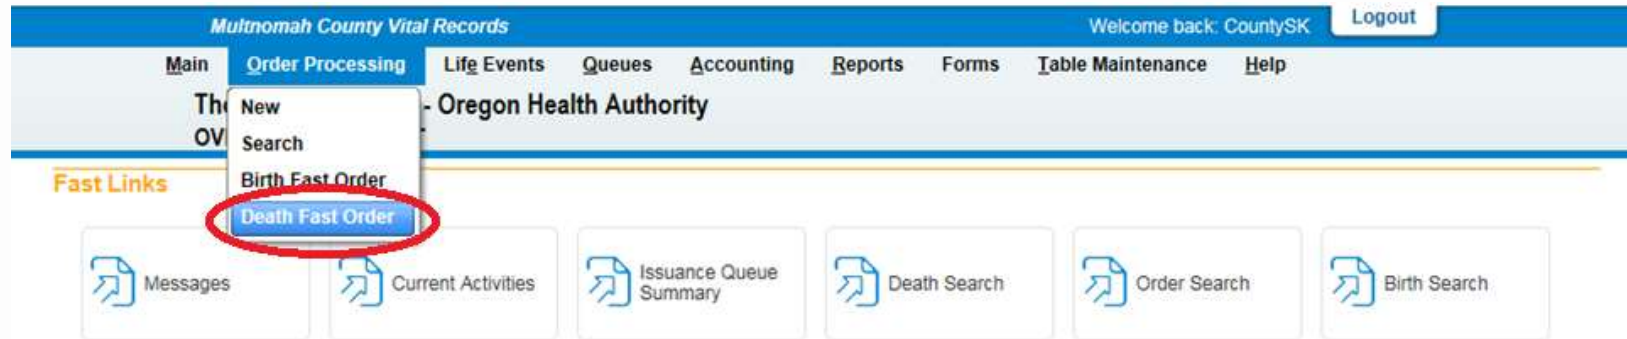 Multnomah County Vital Records Welcome back: CountySK Logout
Main Order Processing Life Events Queues Accounting Reports Forms Table Maintenance Help
- Oregon Health Authority
New
Search
Birth Fast Order
Death Fast Order
Fast Links
Messages
Current Activities
Issuance Queue
Summary
Death Search
Order Search
Birth Search